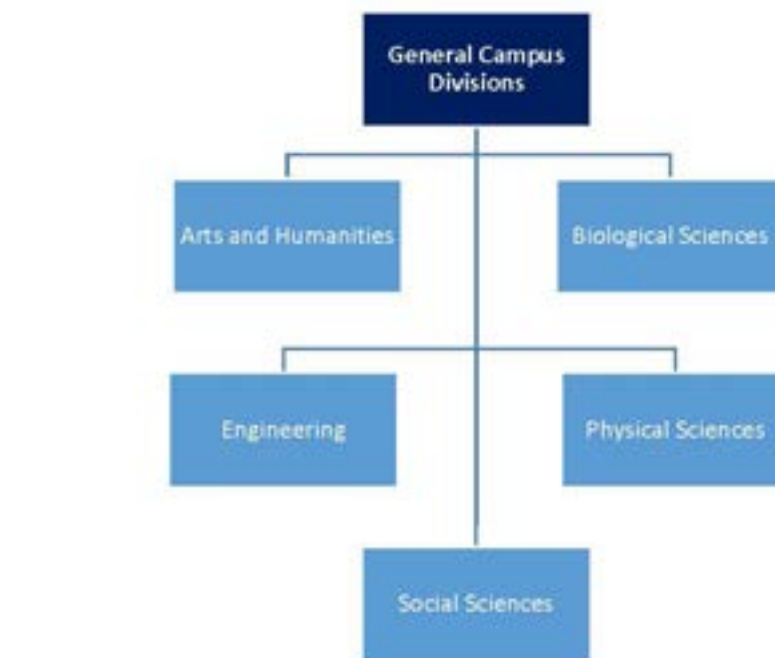 General Campus
Divisions
Arts and Humanities
Biological Sciences
Engineering
Physical Sciences
Social Sciences